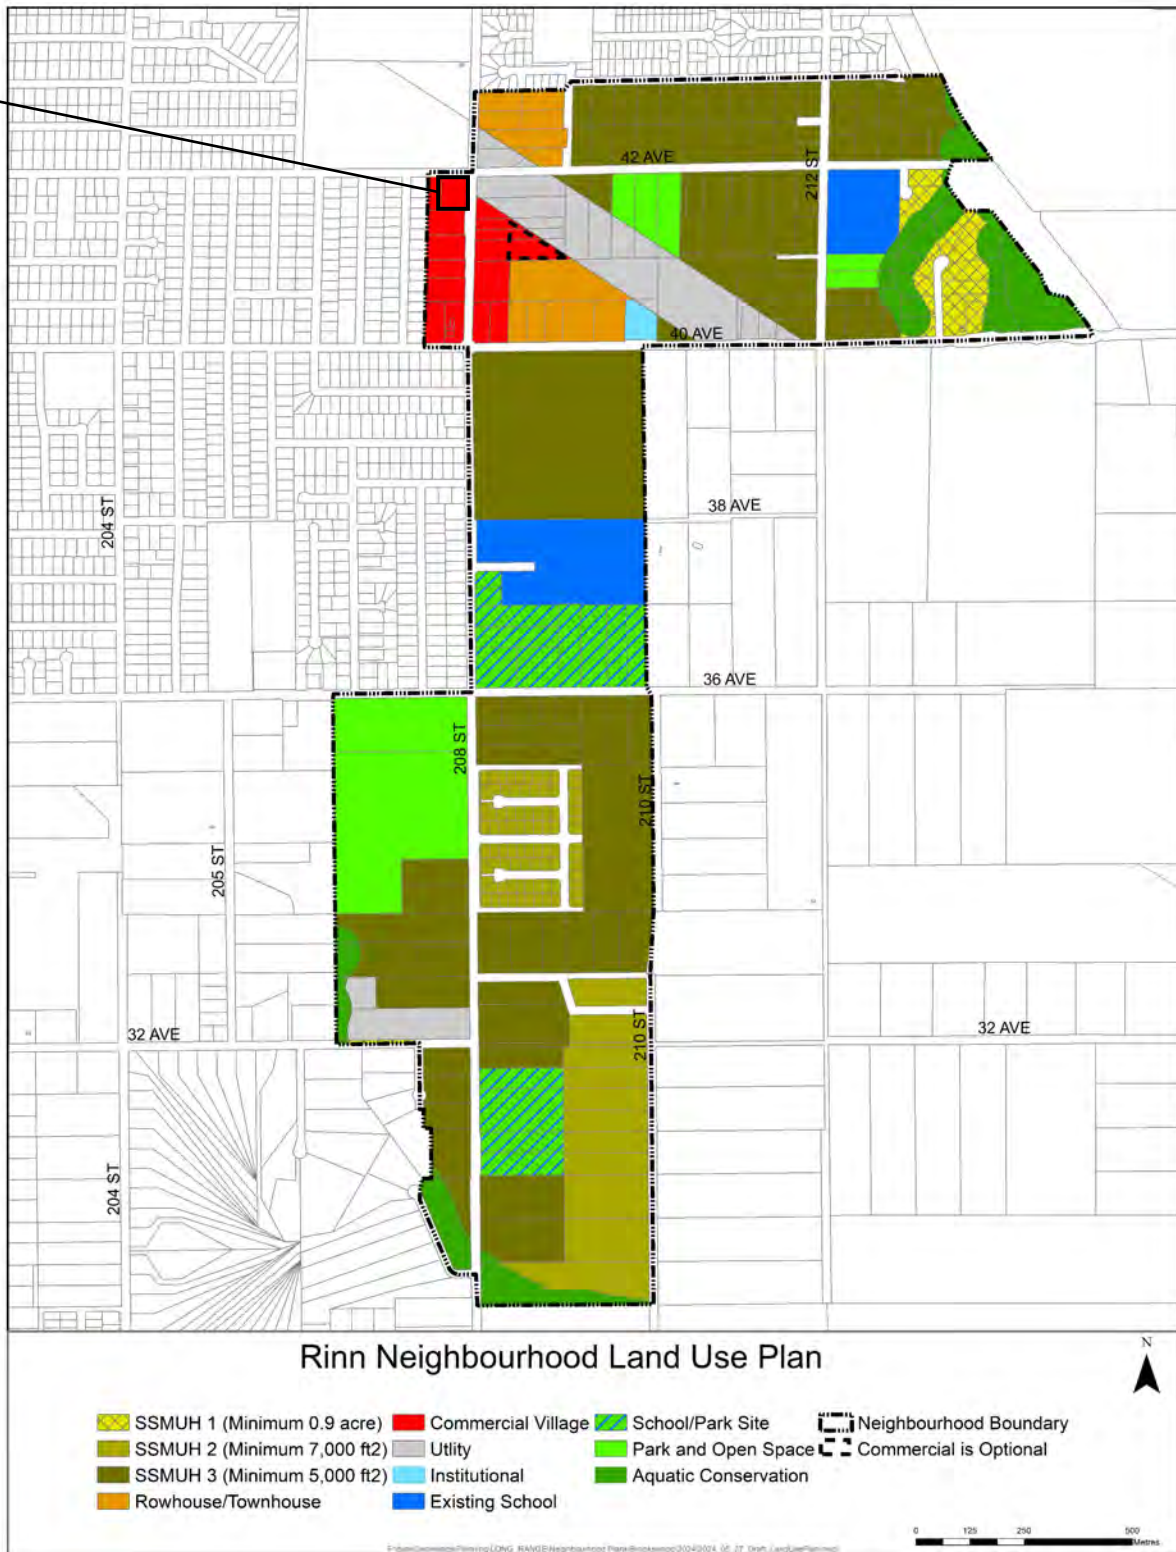 42 AVE
212 ST
40 AVE
204 ST
38 AVE
36 AVE
208 ST
210 ST
205 ST
32 AVE
210 ST
32 AVE
204 ST
Rinn Neighbourhood Land Use Plan
N
SSMUH 1 (Minimum 0.9 acre)
Commercial Village
School/Park Site
Neighbourhood Boundary
SSMUH 2 (Minimum 7,000 ft2)
Utlity
Park and Open Space
Commercial is Optional
SSMUH 3 (Minimum 5,000 ft2)
Institutional
Aquatic Conservation
Rowhouse/Townhouse
Existing School
0 125 250 500
Metres